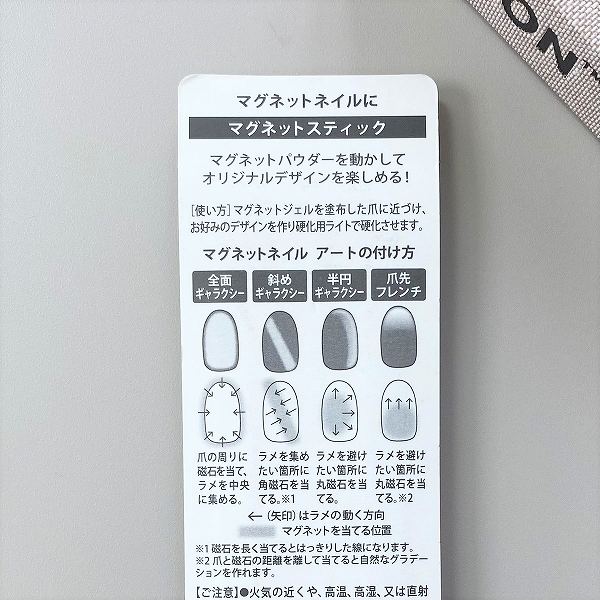 ON™
マグネットネイルに
マグネットスティック
マグネットパウダーを動かして
オリジナルデザインを楽しめる!
[使い方]マグネットジェルを塗布した爪に近づけ、
お好みのデザインを作り硬化用ライトで硬化させます。
マグネットネイル アートの付け方
全面
ギャラクシー
斜め
ギャラクシー
半円
ギャラクシー
爪先
フレンチ
爪の周りに
磁石を当て、
ラメを中央
に集める。
ラメを集め
たい箇所に
角磁石を当
てる。※1
ラメを避け
たい箇所に
丸磁石を当
てる。
ラメを避け
たい箇所に
丸磁石を当
てる。※2
←(矢印)はラメの動く方向
マグネットを当てる位置
※1 磁石を長く当てるとはっきりした線になります。
※2 爪と磁石の距離を離して当てると自然なグラデー
ションを作れます。
【ご注意】●火気の近くや、高温、高湿、又は直射